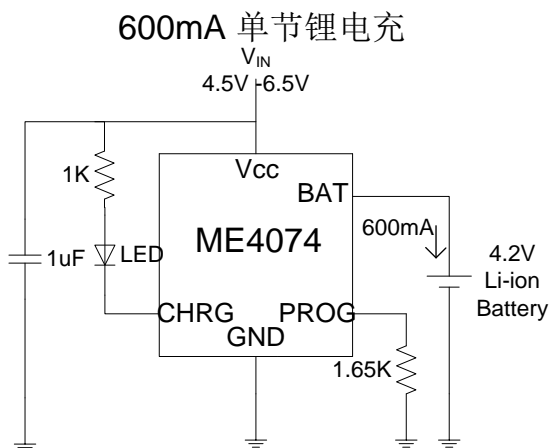 600mA 单节锂电充
VIN
4.5V -6.5V
Vcc
1K
BAT
ME4074
600mA
1uF
LED
4.2V
Li-ion
Battery
CHRG
PROG
GND
1.65K